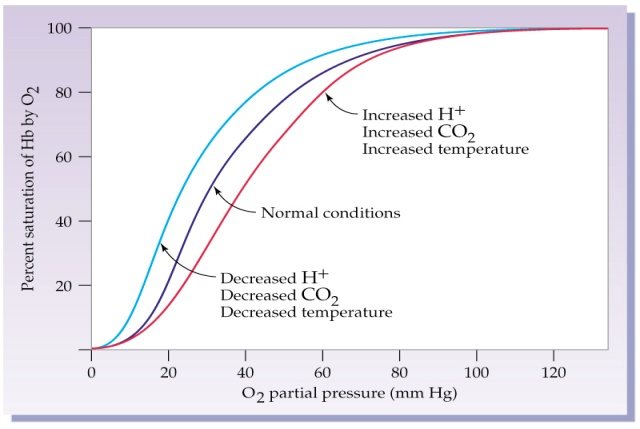 Percent saturation of Hb by O₂
100
80
60
40
20
0
20
40
60
80
100
120
O₂ partial pressure (mm Hg)
Increased H⁺
Increased CO₂
Increased temperature
Normal conditions
Decreased H⁺
Decreased CO₂
Decreased temperature